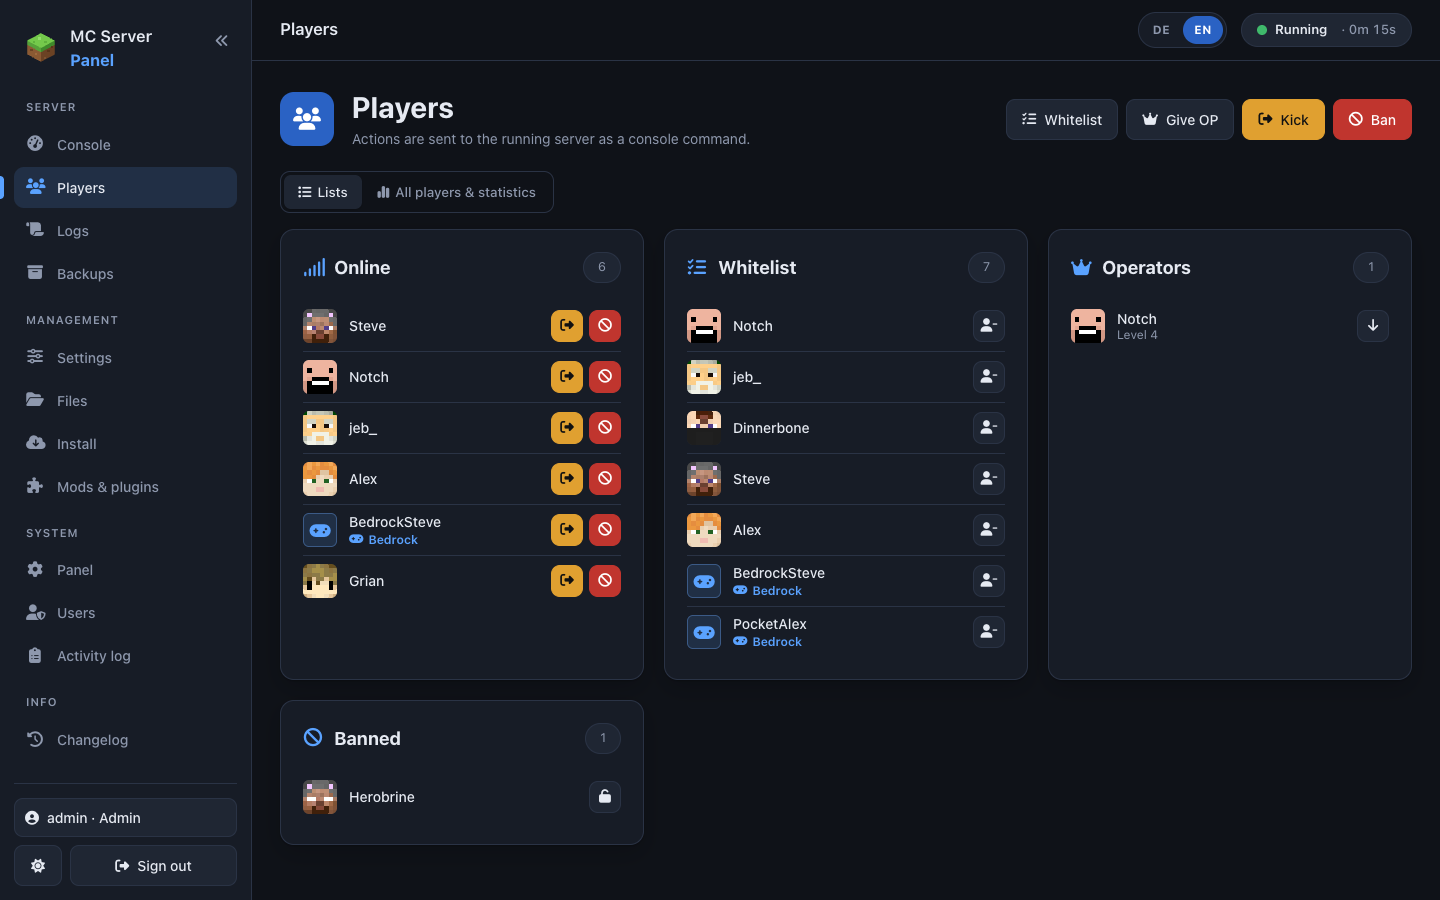 MC Server
Panel
SERVER
Console
Players
Logs
Backups
MANAGEMENT
Settings
Files
Install
Mods & plugins
SYSTEM
Panel
Users
Activity log
INFO
Changelog
admin · Admin
Sign out
Players
DE
EN
Running · 0m 15s
Players
Actions are sent to the running server as a console command.
Whitelist
Give OP
Kick
Ban
Lists
All players & statistics
Online
6
Steve
Notch
jeb_
Alex
BedrockSteve
Bedrock
Grian
Whitelist
7
Notch
jeb_
Dinnerbone
Steve
Alex
BedrockSteve
Bedrock
PocketAlex
Bedrock
Operators
1
Notch
Level 4
Banned
1
Herobrine